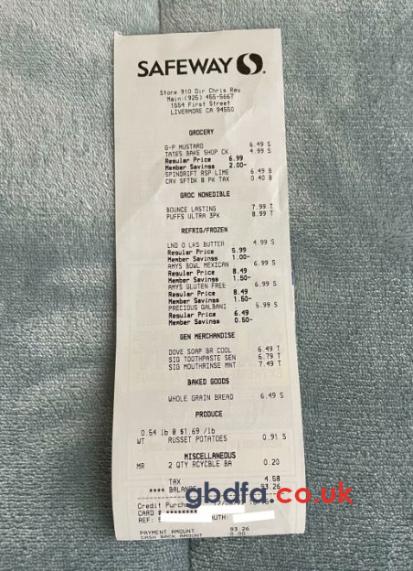 SAFEWAY
Store 910 Dir Chris Rau
Main:(925) 455-5667
1554 First Street
LIVERMORE CA 94550
GROCERY
G-P MUSTARD 6.49 S
TATES BAKE SHOP CK 4.99 S
Regular Price 6.99
Member Savings 2.00-
SPINDRIFT RSP LIME 6.49 B
CRV SFTDK 8 PK TAX 0.40 B
GROC NONEDIBLE
BOUNCE LASTING 7.99 T
PUFFS ULTRA 3PK 8.99 T
REFRIG/FROZEN
LND O LKS BUTTER 4.99 S
Regular Price 5.99
Member Savings 1.00-
AMYS BOWL MEXICAN 6.99 S
Regular Price 8.49
Member Savings 1.50-
AMYS GLUTEN FREE 6.99 S
Regular Price 8.49
Member Savings 1.50-
PRECIOUS GALBANI 5.99 S
Regular Price 6.49
Member Savings 0.50-
GEN MERCHANDISE
DOVE SOAP BR COOL 6.49 T
SIG TOOTHPASTE SEN 6.79 T
SIG MOUTHRINSE MNT 7.49 T
BAKED GOODS
WHOLE GRAIN BREAD 6.49 S
PRODUCE
0.54 lb @ $1.69 /lb
WT RUSSET POTATOES 0.91 S
MISCELLANEOUS
MR 2 QTY RCYCBLE BA 0.20
TAX 4.58
**** BALANCE 93.26
gbdfa.co.uk
Credit Purchase
CARD # ********
REF: AUTH:
PAYMENT AMOUNT 93.26
CASH BACK AMOUNT 0.00